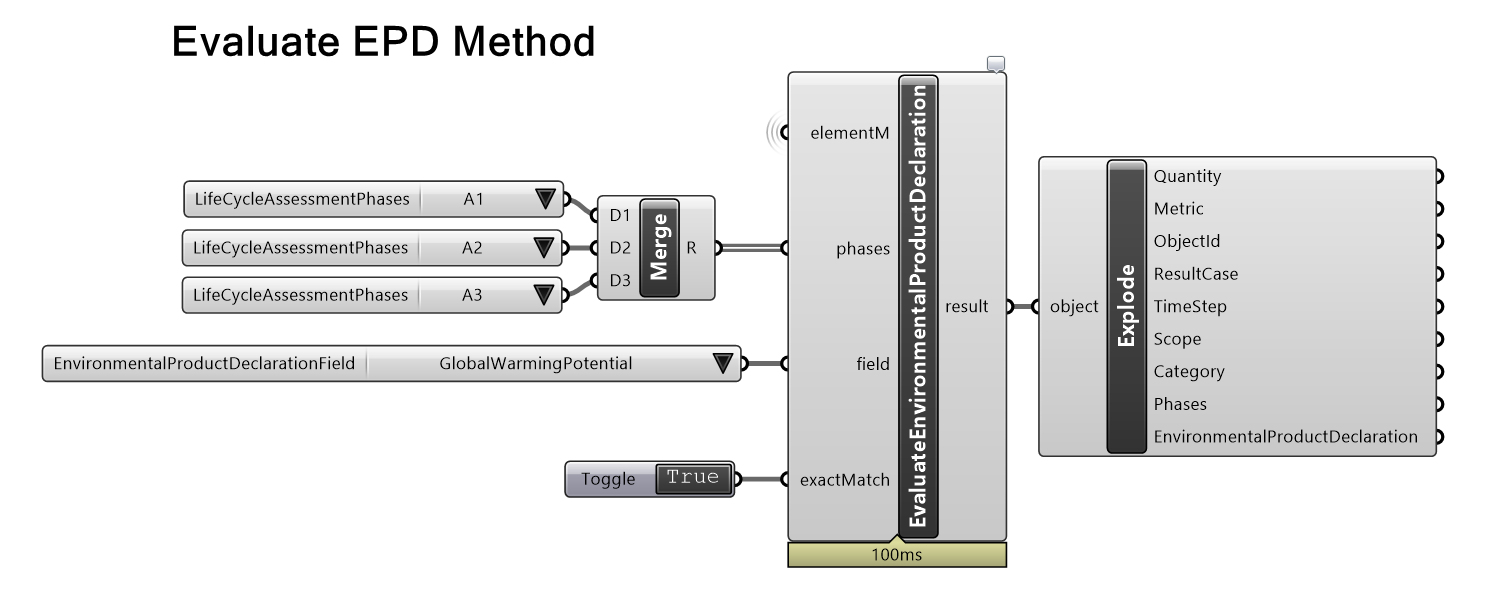 Evaluate EPD Method
elementM
LifeCycleAssessmentPhases A1
LifeCycleAssessmentPhases A2
LifeCycleAssessmentPhases A3
D1
D2
D3
Merge
R
phases
EnvironmentalProductDeclarationField GlobalWarmingPotential
field
Toggle True
exactMatch
EvaluateEnvironmentalProductDeclaration
result
100ms
object
Explode
Quantity
Metric
ObjectId
ResultCase
TimeStep
Scope
Category
Phases
EnvironmentalProductDeclaration